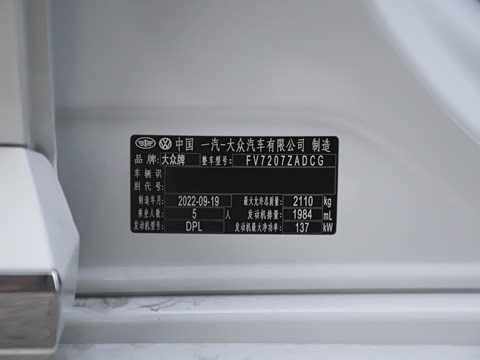 中国 一汽-大众汽车有限公司 制造
品牌 大众牌 整车型号 FV7207ZADCG
车辆识
制造年月 2022-09-19 最大允许总质量: 2110 kg
乘坐人数 5 人 发动机排量: 1984 mL
发动机型号: DPL 发动机最大净功率: 137 kW